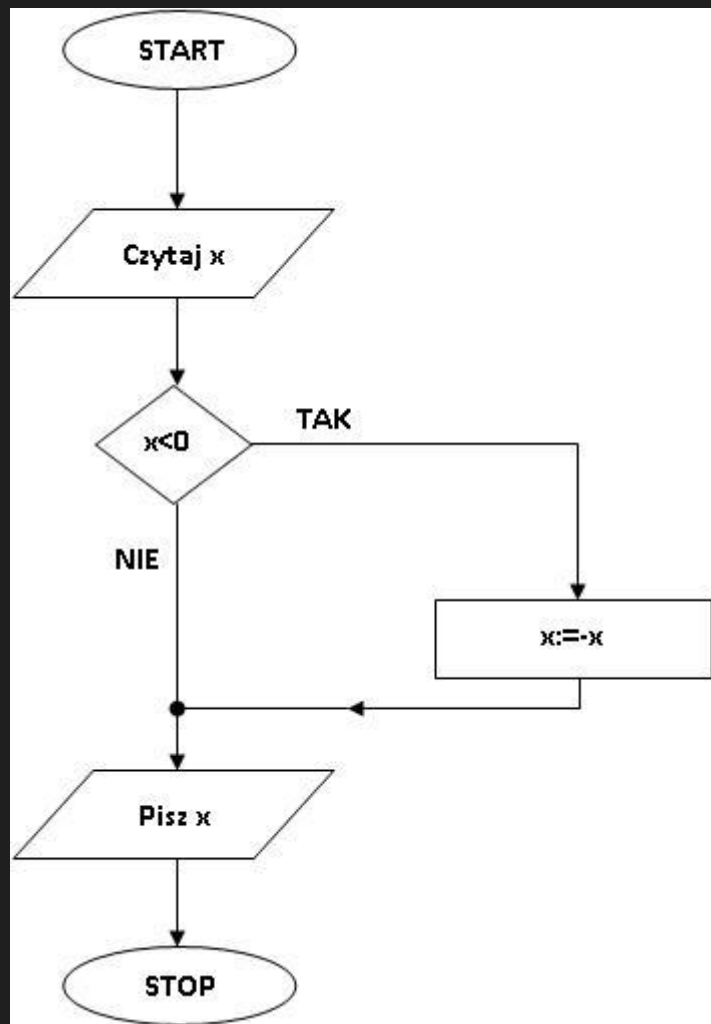 START
Czytaj x
x<0
TAK
NIE
x:=-x
Pisz x
STOP